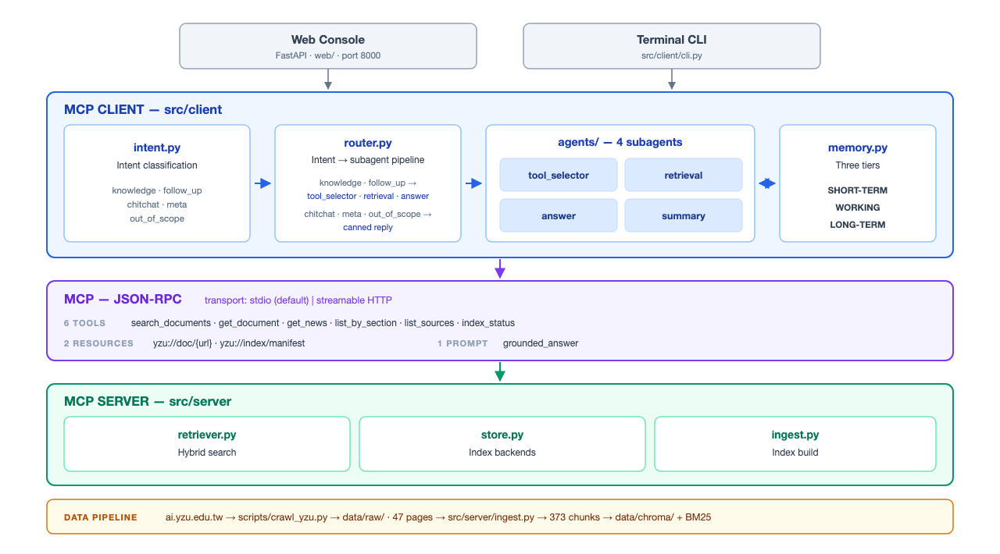 Web Console
FastAPI · web/ · port 8000
Terminal CLI
src/client/cli.py
MCP CLIENT — src/client
intent.py
Intent classification
knowledge · follow_up
chitchat · meta
out_of_scope
router.py
Intent → subagent pipeline
knowledge · follow_up →
tool_selector · retrieval · answer
chitchat · meta · out_of_scope →
canned reply
agents/ — 4 subagents
tool_selector
retrieval
answer
summary
memory.py
Three tiers
SHORT-TERM
WORKING
LONG-TERM
MCP — JSON-RPC transport: stdio (default) | streamable HTTP
6 TOOLS search_documents · get_document · get_news · list_by_section · list_sources · index_status
2 RESOURCES yzu://doc/{url} · yzu://index/manifest 1 PROMPT grounded_answer
MCP SERVER — src/server
retriever.py
Hybrid search
store.py
Index backends
ingest.py
Index build
DATA PIPELINE ai.yzu.edu.tw → scripts/crawl_yzu.py → data/raw/ · 47 pages → src/server/ingest.py → 373 chunks → data/chroma/ + BM25